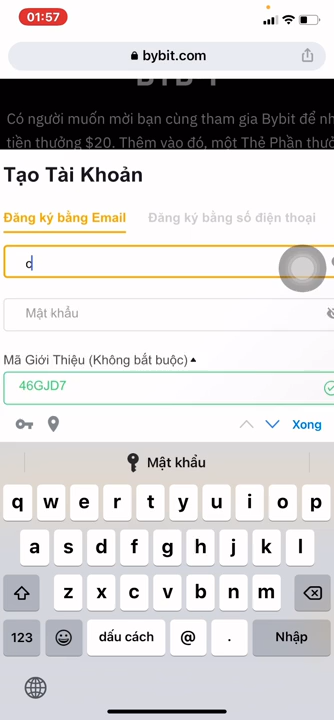 01:57
bybit.com
BYB T
Có người muốn mời bạn cùng tham gia Bybit để nh
tiền thưởng $20. Thêm vào đó, một Thẻ Phần thưở
Tạo Tài Khoản
Đăng ký bằng Email Đăng ký bằng số điện thoại
c
Mật khẩu
Mã Giới Thiệu (Không bắt buộc)
46GJD7
Xong
Mật khẩu
q w e r t y u i o p
a s d f g h j k l
z x c v b n m
123 dấu cách @ . Nhập